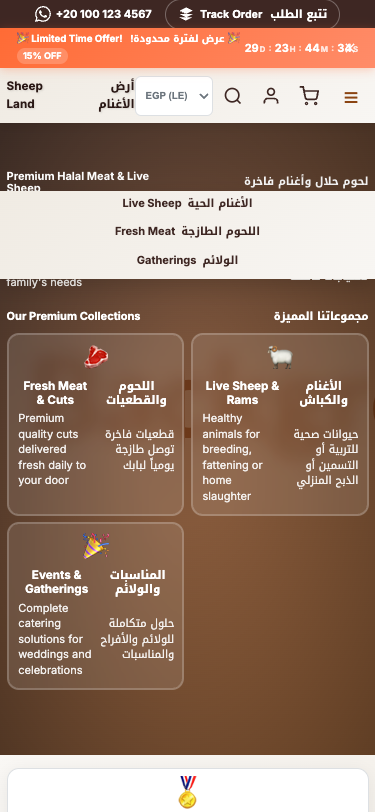 +20 100 123 4567
Track Order تتبع الطلب
🎉 Limited Time Offer! عرض لفترة محدودة! 🎉
15% OFF
29D : 23H : 44M :
Sheep Land
أرض الأغنام
EGP (LE)
Premium Halal Meat & Live Sheep
لحوم حلال وأغنام فاخرة
Live Sheep الأغنام الحية
Fresh Meat اللحوم الطازجة
Gatherings الولائم
family's needs
Our Premium Collections
مجموعاتنا المميزة
Fresh Meat
& Cuts
اللحوم
والقطعيات
Premium
quality cuts
delivered
fresh daily to
your door
قطعيات فاخرة
توصل طازجة
يومياً لبابك
Live Sheep &
Rams
الأغنام
والكباش
Healthy
animals for
breeding,
fattening or
home
slaughter
حيوانات صحية
للتربية أو
التسمين أو
الذبح المنزلي
Events &
Gatherings
المناسبات
والولائم
Complete
catering
solutions for
weddings and
celebrations
حلول متكاملة
للولائم والأفراح
والمناسبات